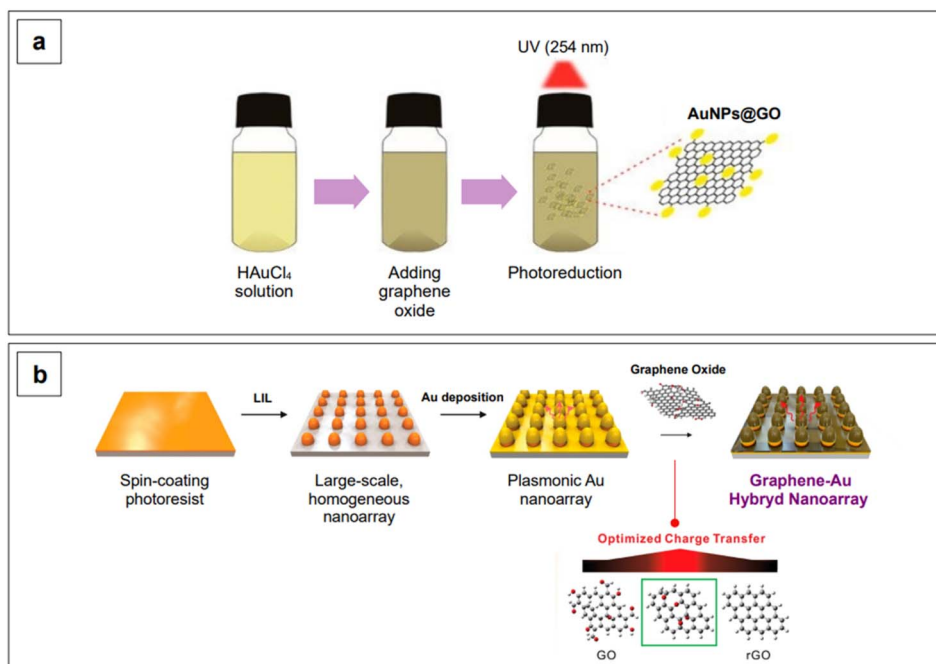 a
UV (254 nm)
AuNPs@GO
HAuCl₄
solution
Adding
graphene
oxide
Photoreduction
b
Graphene Oxide
LIL
Au deposition
Spin-coating
photoresist
Large-scale,
homogeneous
nanoarray
Plasmonic Au
nanoarray
Graphene-Au
Hybryd Nanoarray
Optimized Charge Transfer
GO
rGO